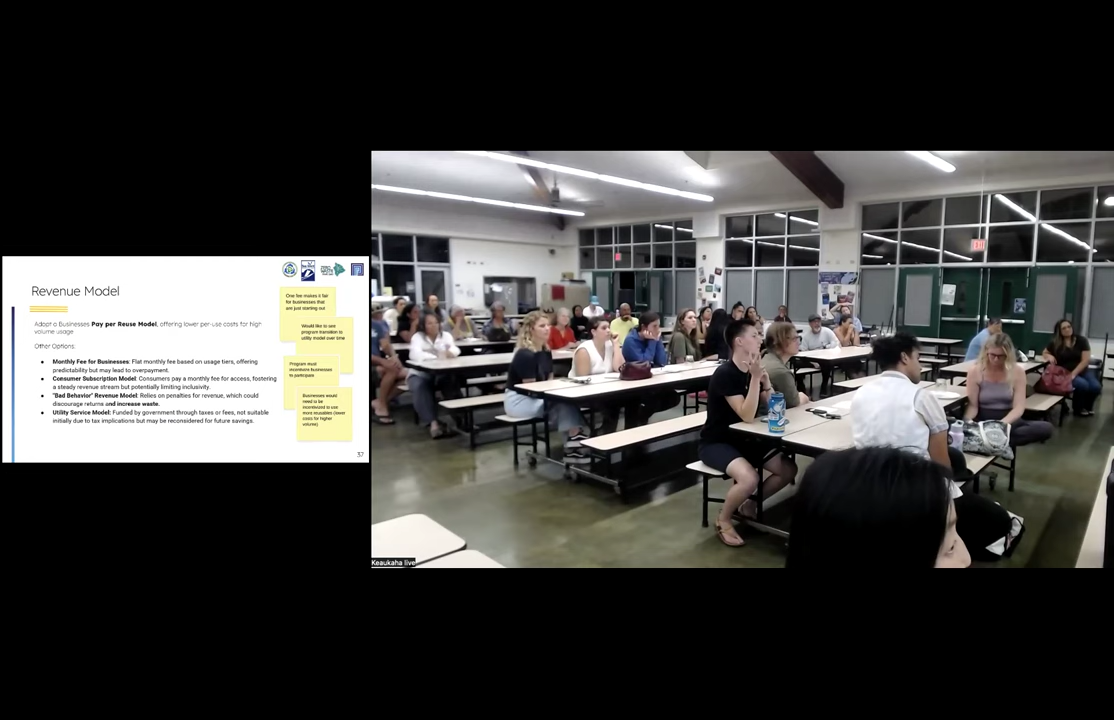 Revenue Model
Adopt a Businesses Pay per Reuse Model, offering lower per-use costs for high
volume usage
Other Options:
Monthly Fee for Businesses: Flat monthly fee based on usage tiers, offering
predictability but may lead to overpayment.
Consumer Subscription Model: Consumers pay a monthly fee for access, fostering
a steady revenue stream but potentially limiting inclusivity.
"Bad Behavior" Revenue Model: Relies on penalties for revenue, which could
discourage returns and increase waste.
Utility Service Model: Funded by government through taxes or fees, not suitable
initially due to tax implications but may be reconsidered for future savings.
One fee makes it fair
for businesses that
are just starting out
Would like to see
program transition to
utility model over time
Program must
incentivize businesses
to participate
Businesses would
need to be
incentivized to use
more reusables (lower
costs for higher
volume)
37
EXIT
Keaukaha live